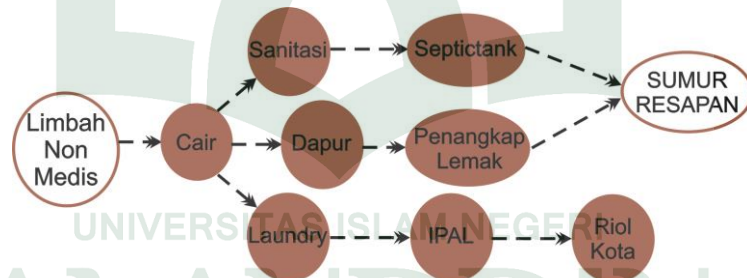 Sanitasi
Septictank
SUMUR
RESAPAN
Limbah
Non
Medis
Cair
Dapur
Penangkap
Lemak
UNIVERSITAS ISLAM NEGERI
Laundry
IPAL
Riol
Kota